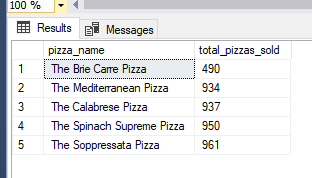 100 %
Results Messages
pizza_name total_pizzas_sold
1 The Brie Carre Pizza 490
2 The Mediterranean Pizza 934
3 The Calabrese Pizza 937
4 The Spinach Supreme Pizza 950
5 The Soppressata Pizza 961